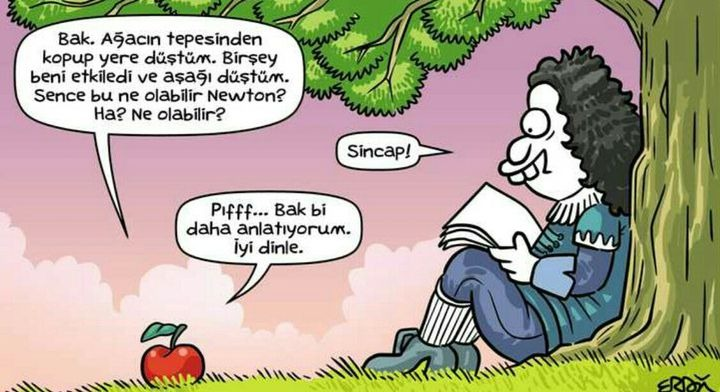 Bak. Ağacın tepesinden
kopup yere düştüm. Birşey
beni etkiledi ve aşağı düştüm.
Sence bu ne olabilir Newton?
Ha? Ne olabilir?
Sincap!
Pıfff... Bak bi
daha anlatıyorum.
İyi dinle.